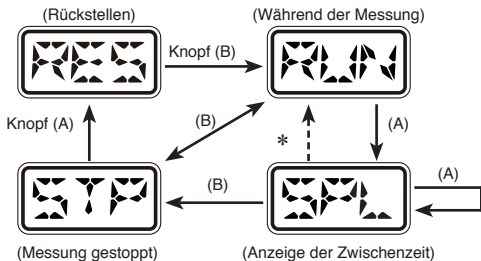 (Rückstellen)
(Während der Messung)
RES
Knopf (B)
RUN
Knopf (A)
(B)
*
(A)
STP
(B)
SPL
(A)
(Messung gestoppt)
(Anzeige der Zwischenzeit)